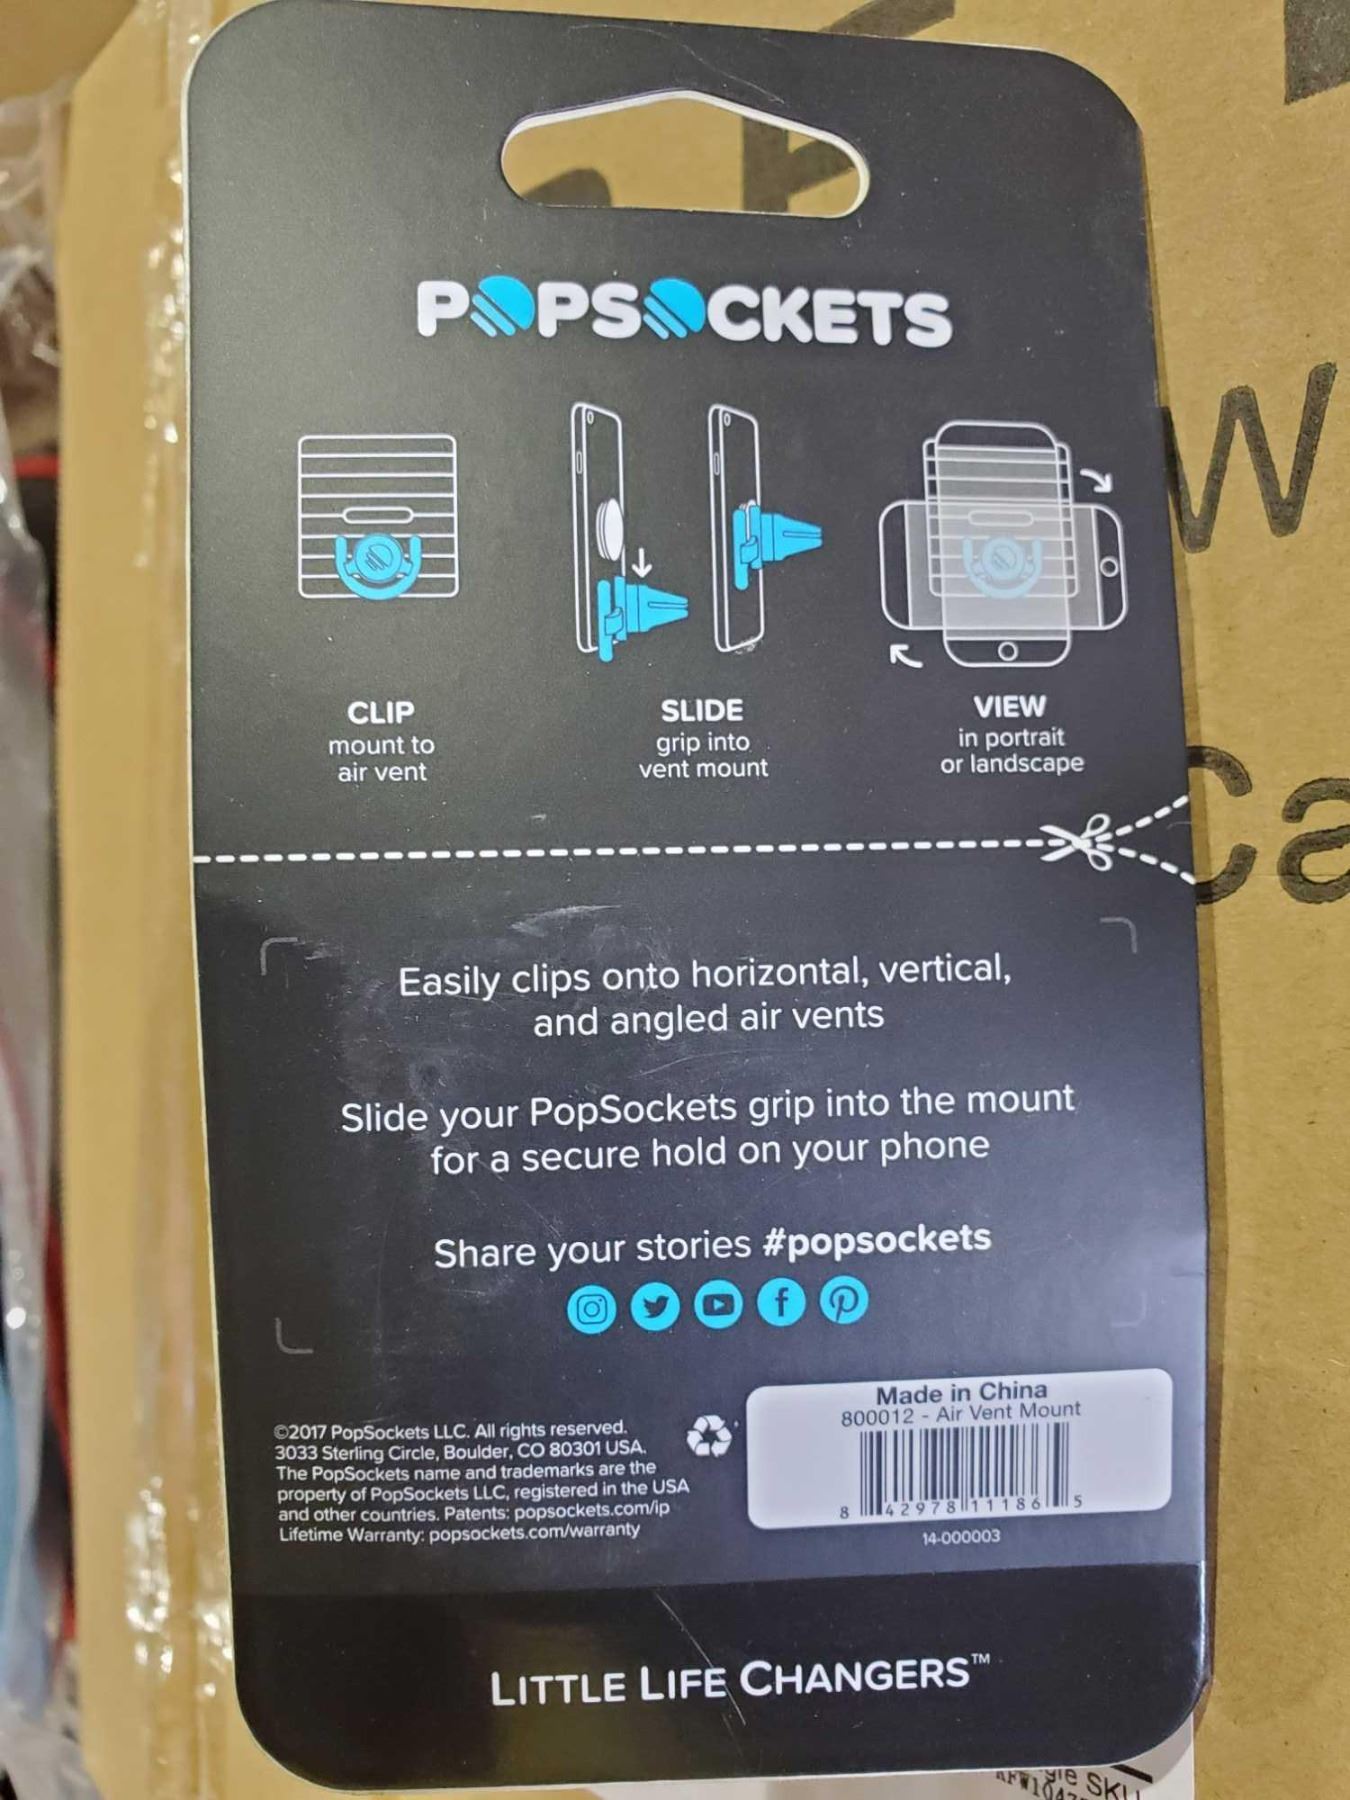 POPSOCKETS
CLIP
mount to
air vent
SLIDE
grip into
vent mount
VIEW
in portrait
or landscape
Easily clips onto horizontal, vertical,
and angled air vents
Slide your PopSockets grip into the mount
for a secure hold on your phone
Share your stories #popsockets
©2017 PopSockets LLC. All rights reserved.
3033 Sterling Circle, Boulder, CO 80301 USA.
The PopSockets name and trademarks are the
property of PopSockets LLC, registered in the USA
and other countries. Patents: popsockets.com/ip
Lifetime Warranty: popsockets.com/warranty
Made in China
800012 - Air Vent Mount
8 42978 11186 5
14-000003
LITTLE LIFE CHANGERS™
W
Ca
SKU